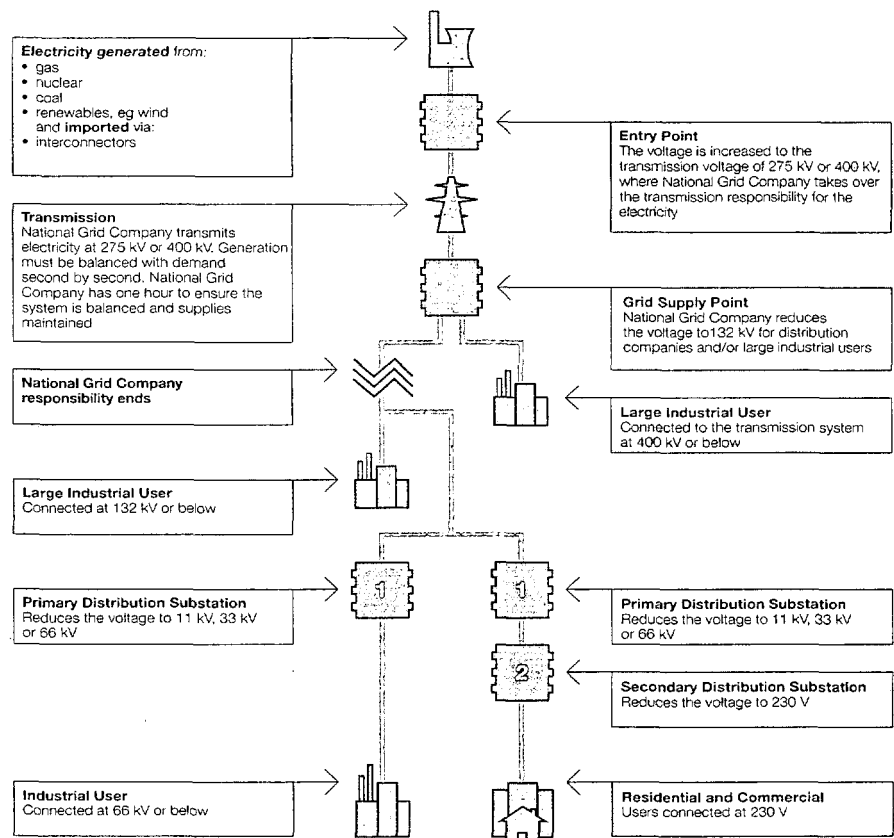 Electricity generated from:
• gas
• nuclear
• coal
• renewables, eg wind
and imported via:
• interconnectors
Entry Point
The voltage is increased to the
transmission voltage of 275 kV or 400 kV,
where National Grid Company takes over
the transmission responsibility for the
electricity
Transmission
National Grid Company transmits
electricity at 275 kV or 400 kV. Generation
must be balanced with demand
second by second. National Grid
Company has one hour to ensure the
system is balanced and supplies
maintained
Grid Supply Point
National Grid Company reduces
the voltage to132 kV for distribution
companies and/or large industrial users
National Grid Company
responsibility ends
Large Industrial User
Connected to the transmission system
at 400 kV or below
Large Industrial User
Connected at 132 kV or below
Primary Distribution Substation
Reduces the voltage to 11 kV, 33 kV
or 66 kV
1
1
Primary Distribution Substation
Reduces the voltage to 11 kV, 33 kV
or 66 kV
2
Secondary Distribution Substation
Reduces the voltage to 230 V
Industrial User
Connected at 66 kV or below
Residential and Commercial
Users connected at 230 V